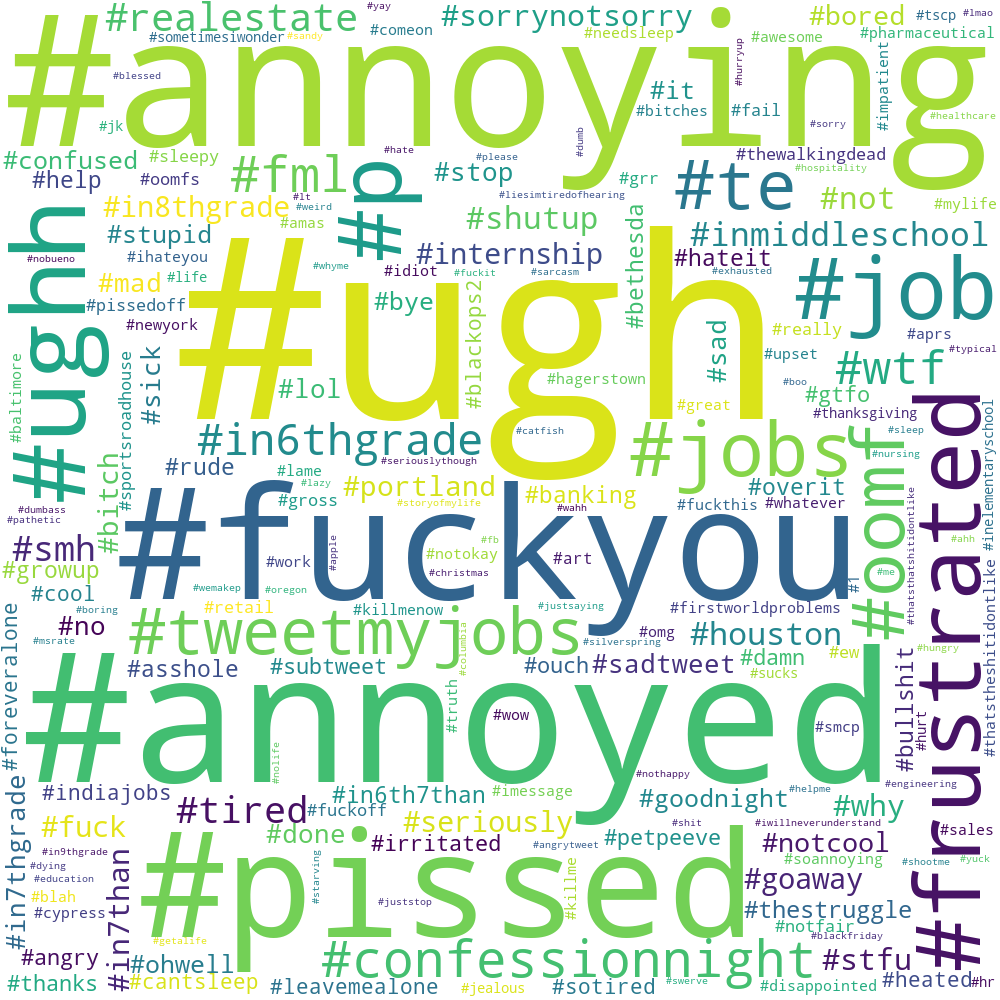 #yay
#realestate
#sorrynotsorry
#bored
#tscp
#lmao
#comeon
#sometimesiwonder
#sandy
#needsleep
#awesome
#pharmaceutical
#annoying
#hurryup
#impatient
#blessed
#it
#bitches
#fail
#healthcare
#jk
#sorry
#dumb
#confused
#sleepy
#hate
#fml
#p
#please
#stop
#grr
#thewalkingdead
#hospitality
#help
#oomfs
#lt
#weird
#liesimtiredofhearing
#te
#not
#mylife
#in8thgrade
#amas
#shutup
#bethesda
#inmiddleschool
#ughh
#stupid
#ihateyou
#internship
#hateit
#nobueno
#whyme
#idiot
#fuckit
#sarcasm
#exhausted
#mad
#life
#job
#pissedoff
#bye
#blackops2
#newyork
#ugh
#sad
#really
#aprs
#baltimore
#sportsroadhouse
#sick
#upset
#typical
#boo
#wtf
#lol
#hagerstown
#gtfo
#great
#thanksgiving
#frustrated
#inelementaryschool
#in6thgrade
#catfish
#jobs
#sleep
#oomf
#bitch
#rude
#lame
#seriouslythough
#nursing
#lazy
#portland
#banking
#overit
#thatsthatshitidontlike
#dumbass
#gross
#storyofmylife
#fuckthis
#whatever
#pathetic
#fuckyou
#wahh
#fb
#ahh
#smh
#apple
#notokay
#art
#work
#growup
#christmas
#me
#1
#cool
#wemakep
#oregon
#thatstheshitidontlike
#boring
#retail
#killmenow
#justsaying
#firstworldproblems
#foreveralone
#no
#tweetmyjobs
#columbia
#omg
#houston
#msrate
#silverspring
#hungry
#ew
#asshole
#subtweet
#ouch
#sadtweet
#damn
#bullshit
#hurt
#sucks
#annoyed
#truth
#wow
#smcp
#nolife
#nothappy
#in7thgrade
#indiajobs
#in6th7than
#imessage
#goodnight
#helpme
#engineering
#tired
#fuckoff
#why
#fuck
#seriously
#shit
#iwillneverunderstand
#sales
#done
#angrytweet
#petpeeve
#irritated
#notcool
#in9thgrade
#in7than
#pissed
#soannoying
#shootme
#yuck
#dying
#starving
#killme
#education
#goaway
#blah
#juststop
#cypress
#thestruggle
#notfair
#getalife
#blackfriday
#angry
#ohwell
#confessionnight
#stfu
#thanks
#cantsleep
#leavemealone
#jealous
#sotired
#swerve
#disappointed
#heated
#hr